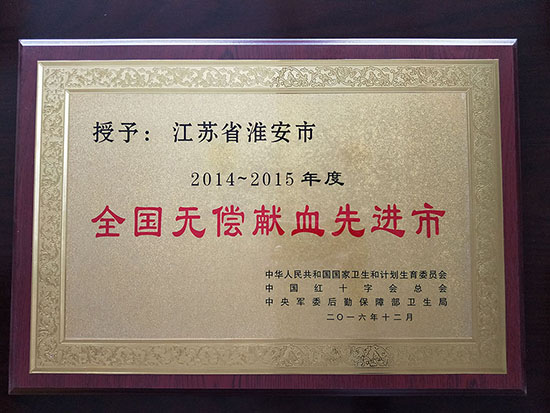 授予：江苏省淮安市
2014~2015年度
全国无偿献血先进市
中华人民共和国国家卫生和计划生育委员会
中国红十字会总会
中央军委后勤保障部卫生局
二〇一六年十二月